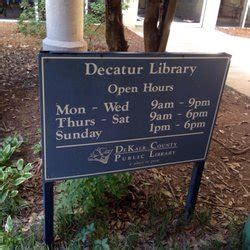 Decatur Library
Open Hours
Mon - Wed 9am - 9pm
Thurs - Sat 9am - 6pm
Sunday 1pm - 6pm
DeKalb County
Public Library